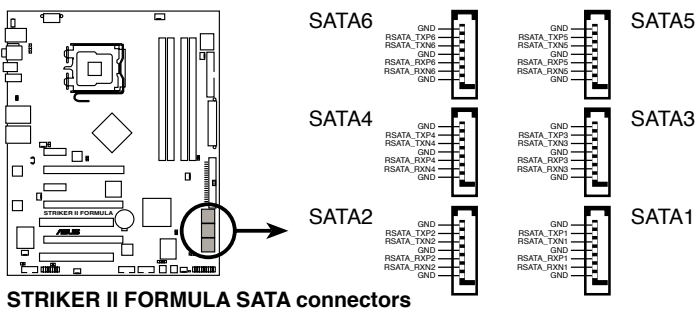 SATA6
GND
RSATA_TXP6
RSATA_TXN6
GND
RSATA_RXP6
RSATA_RXN6
GND
SATA5
GND
RSATA_TXP5
RSATA_TXN5
GND
RSATA_RXP5
RSATA_RXN5
GND
SATA4
GND
RSATA_TXP4
RSATA_TXN4
GND
RSATA_RXP4
RSATA_RXN4
GND
SATA3
GND
RSATA_TXP3
RSATA_TXN3
GND
RSATA_RXP3
RSATA_RXN3
GND
SATA2
GND
RSATA_TXP2
RSATA_TXN2
GND
RSATA_RXP2
RSATA_RXN2
GND
SATA1
GND
RSATA_TXP1
RSATA_TXN1
GND
RSATA_RXP1
RSATA_RXN1
GND
STRIKER II FORMULA
ASUS
STRIKER II FORMULA SATA connectors